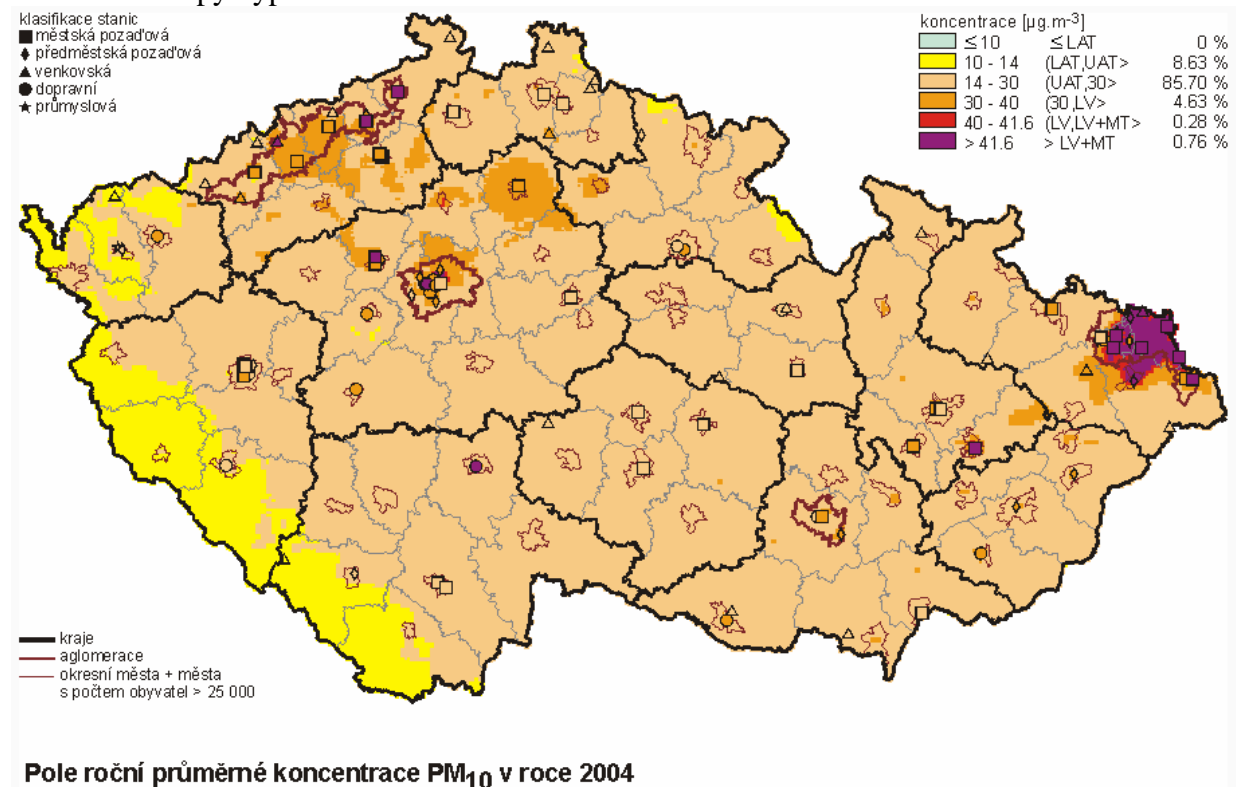 klasifikace stanic
městská pozaďová
předměstská pozaďová
venkovská
dopravní
průmyslová
koncentrace [µg.m-3]
≤10 ≤LAT 0 %
10 - 14 (LAT,UAT> 8.63 %
14 - 30 (UAT,30> 85.70 %
30 - 40 (30,LV> 4.63 %
40 - 41.6 (LV,LV+MT> 0.28 %
> 41.6 > LV+MT 0.76 %
kraje
aglomerace
okresní města + města
s počtem obyvatel > 25 000
Pole roční průměrné koncentrace PM10 v roce 2004